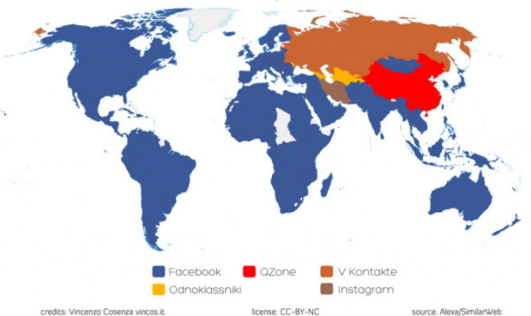 Facebook QZone V Kontakte
Odnoklassniki Instagram
credits: Vincenzo Cosenza vincos.it license: CC-BY-NC source: Alexa/SimilarWeb